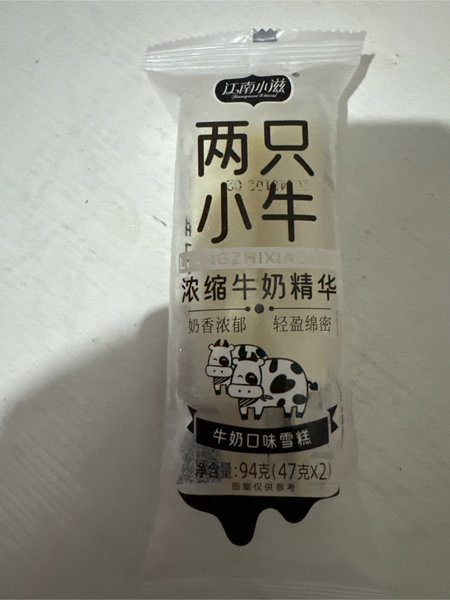 江南小滋
两只
小牛
LIANGZHIXIAONIU
浓缩牛奶精华
奶香浓郁 轻盈绵密
牛奶口味雪糕
净含量:94克(47克x2
图案仅供参考